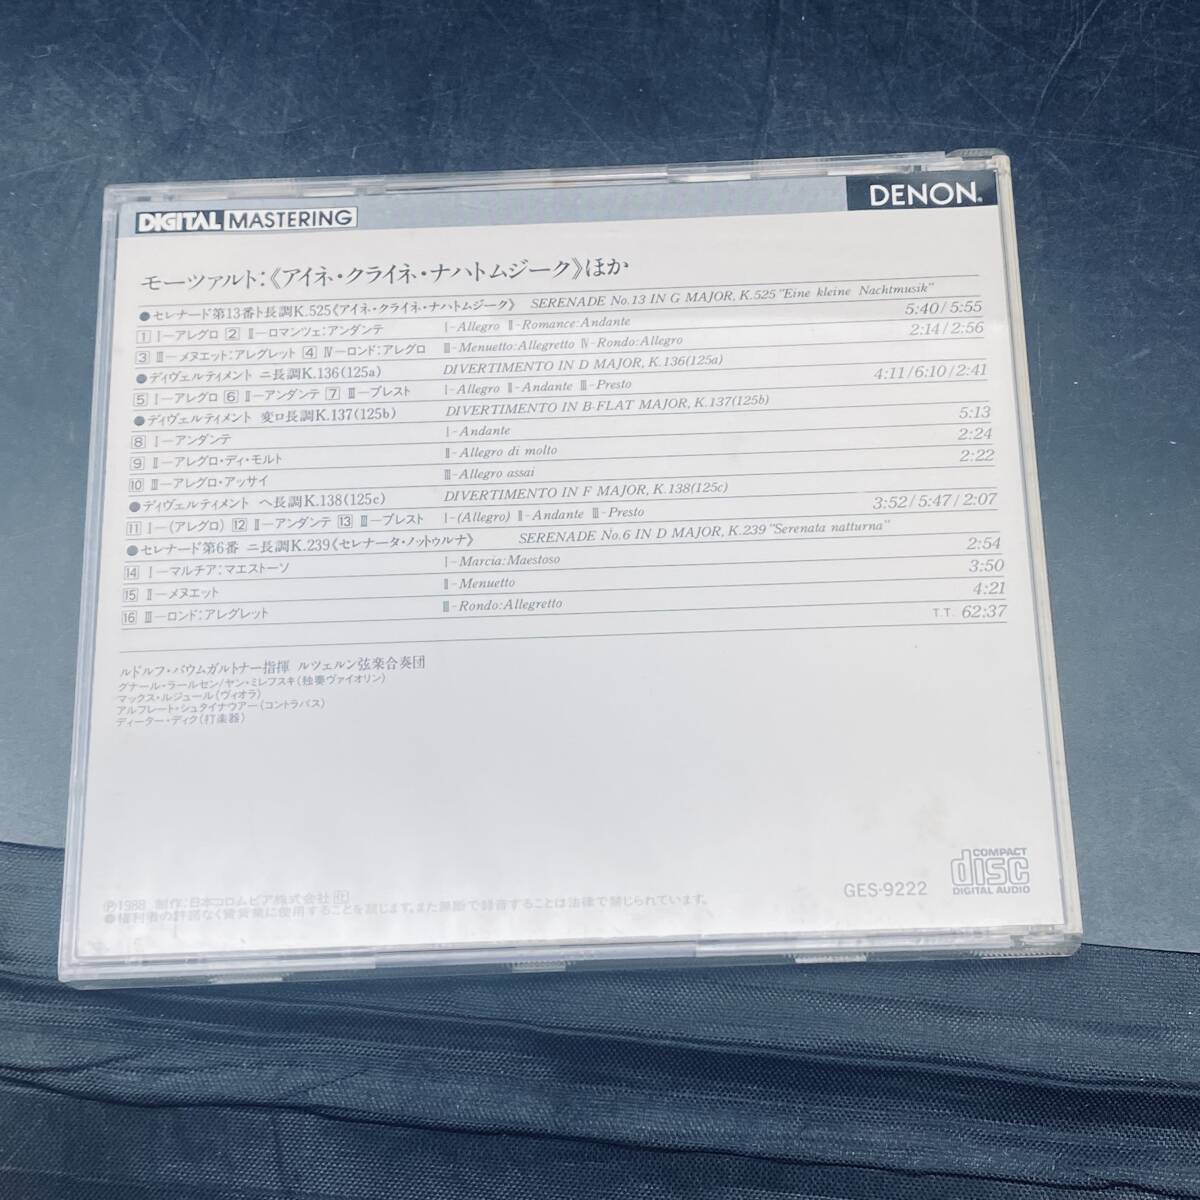 DIGITAL MASTERING
DENON®
モーツァルト:《アイネ・クライネ・ナハトムジーク》ほか
●セレナード第13番ト長調K.525《アイネ・クライネ・ナハトムジーク》 SERENADE No.13 IN G MAJOR, K.525 "Eine kleine Nachtmusik"
1 Ⅰ―アレグロ 2 Ⅱ―ロマンツェ:アンダンテ Ⅰ-Allegro Ⅱ-Romance:Andante 5:40/5:55
3 Ⅲ―メヌエット:アレグレット 4 Ⅳ―ロンド:アレグロ Ⅲ-Menuetto:Allegretto Ⅳ-Rondo:Allegro 2:14/2:56
●ディヴェルティメント ニ長調K.136(125a) DIVERTIMENTO IN D MAJOR, K.136(125a)
5 Ⅰ―アレグロ 6 Ⅱ―アンダンテ 7 Ⅲ―プレスト Ⅰ-Allegro Ⅱ-Andante Ⅲ-Presto 4:11/6:10/2:41
●ディヴェルティメント 変ロ長調K.137(125b) DIVERTIMENTO IN B-FLAT MAJOR, K.137(125b)
8 Ⅰ―アンダンテ Ⅰ-Andante 5:13
9 Ⅱ―アレグロ・ディ・モルト Ⅱ-Allegro di molto 2:24
10 Ⅲ―アレグロ・アッサイ Ⅲ-Allegro assai 2:22
●ディヴェルティメント ヘ長調K.138(125c) DIVERTIMENTO IN F MAJOR, K.138(125c)
11 Ⅰ―(アレグロ) 12 Ⅱ―アンダンテ 13 Ⅲ―プレスト Ⅰ-(Allegro) Ⅱ-Andante Ⅲ-Presto 3:52/5:47/2:07
●セレナード第6番 ニ長調K.239《セレナータ・ノットゥルナ》 SERENADE No.6 IN D MAJOR, K.239 "Serenata natturna"
14 Ⅰ―マルチア:マエストーソ Ⅰ-Marcia:Maestoso 2:54
15 Ⅱ―メヌエット Ⅱ-Menuetto 3:50
16 Ⅲ―ロンド:アレグレット Ⅲ-Rondo:Allegretto 4:21
T.T. 62:37
ルドルフ・バウムガルトナー指揮 ルツェルン弦楽合奏団
グナール・ラールセン/ヤン・ミレフスキ(独奏ヴァイオリン)
マックス・ルジュール(ヴィオラ)
アルフレート・シュタイナウアー(コントラバス)
ディーター・ディク(打楽器)
COMPACT
disc
DIGITAL AUDIO
GES-9222
Ⓟ1988 制作:日本コロムビア株式会社
●権利者の許諾なく賃貸業に使用することを禁じます。また無断で録音することは法律で禁じられています。